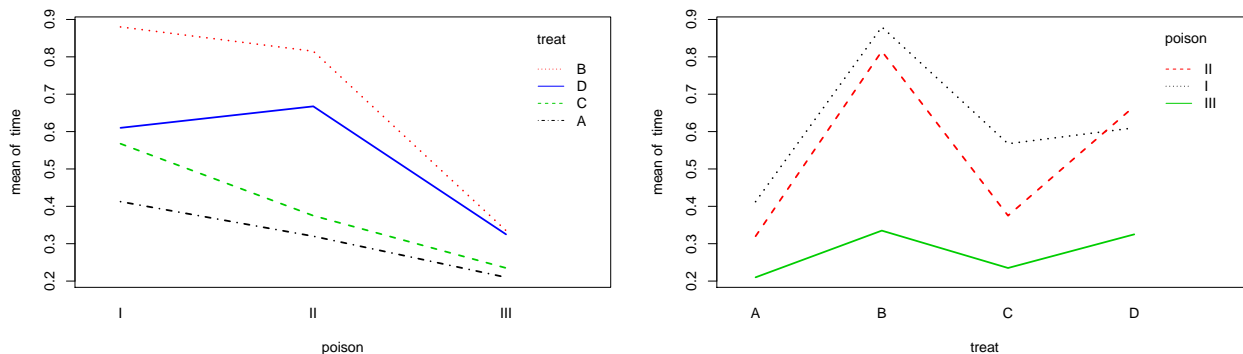 mean of time
0.9
0.8
0.7
0.6
0.5
0.4
0.3
0.2
treat
B
D
C
A
I II III
poison
mean of time
0.9
0.8
0.7
0.6
0.5
0.4
0.3
0.2
poison
II
I
III
A B C D
treat